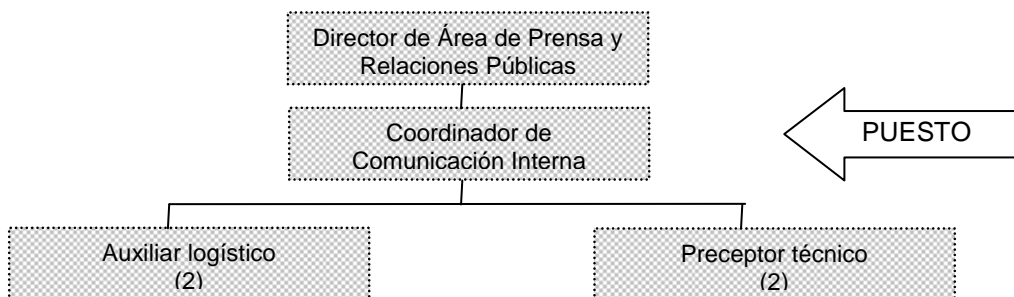 Director de Área de Prensa y
Relaciones Públicas
Coordinador de
Comunicación Interna
PUESTO
Auxiliar logístico
(2)
Preceptor técnico
(2)